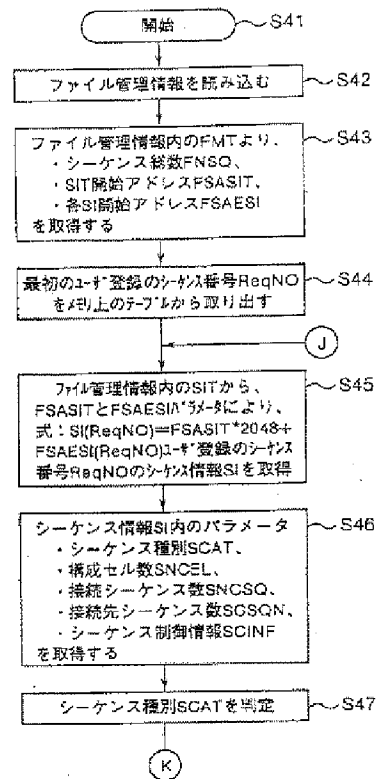 開始
S41
ファイル管理情報を読み込む
S42
ファイル管理情報内のFMTより、
・シーケンス総数FNSQ、
・SIT開始アドレスFSASIT、
・各SI開始アドレスFSAESI
を取得する
S43
最初のユーザ登録のシーケンス番号ReqNO
をメモリ上のテーブルから取り出す
S44
J
ファイル管理情報内のSITから、
FSASITとFSAESIパラメータにより、
式：SI(ReqNO)=FSASIT*2048+
FSAESI(ReqNO)ユーザ登録のシーケンス
番号ReqNOのシーケンス情報SIを取得
S45
シーケンス情報SI内のパラメータ
・シーケンス種別SCAT、
・構成セル数SNCEL、
・接続シーケンス数SNCSQ、
・接続先シーケンス数SCSQN、
・シーケンス制御情報SCINF
を取得する
S46
シーケンス種別SCATを判定
S47
K